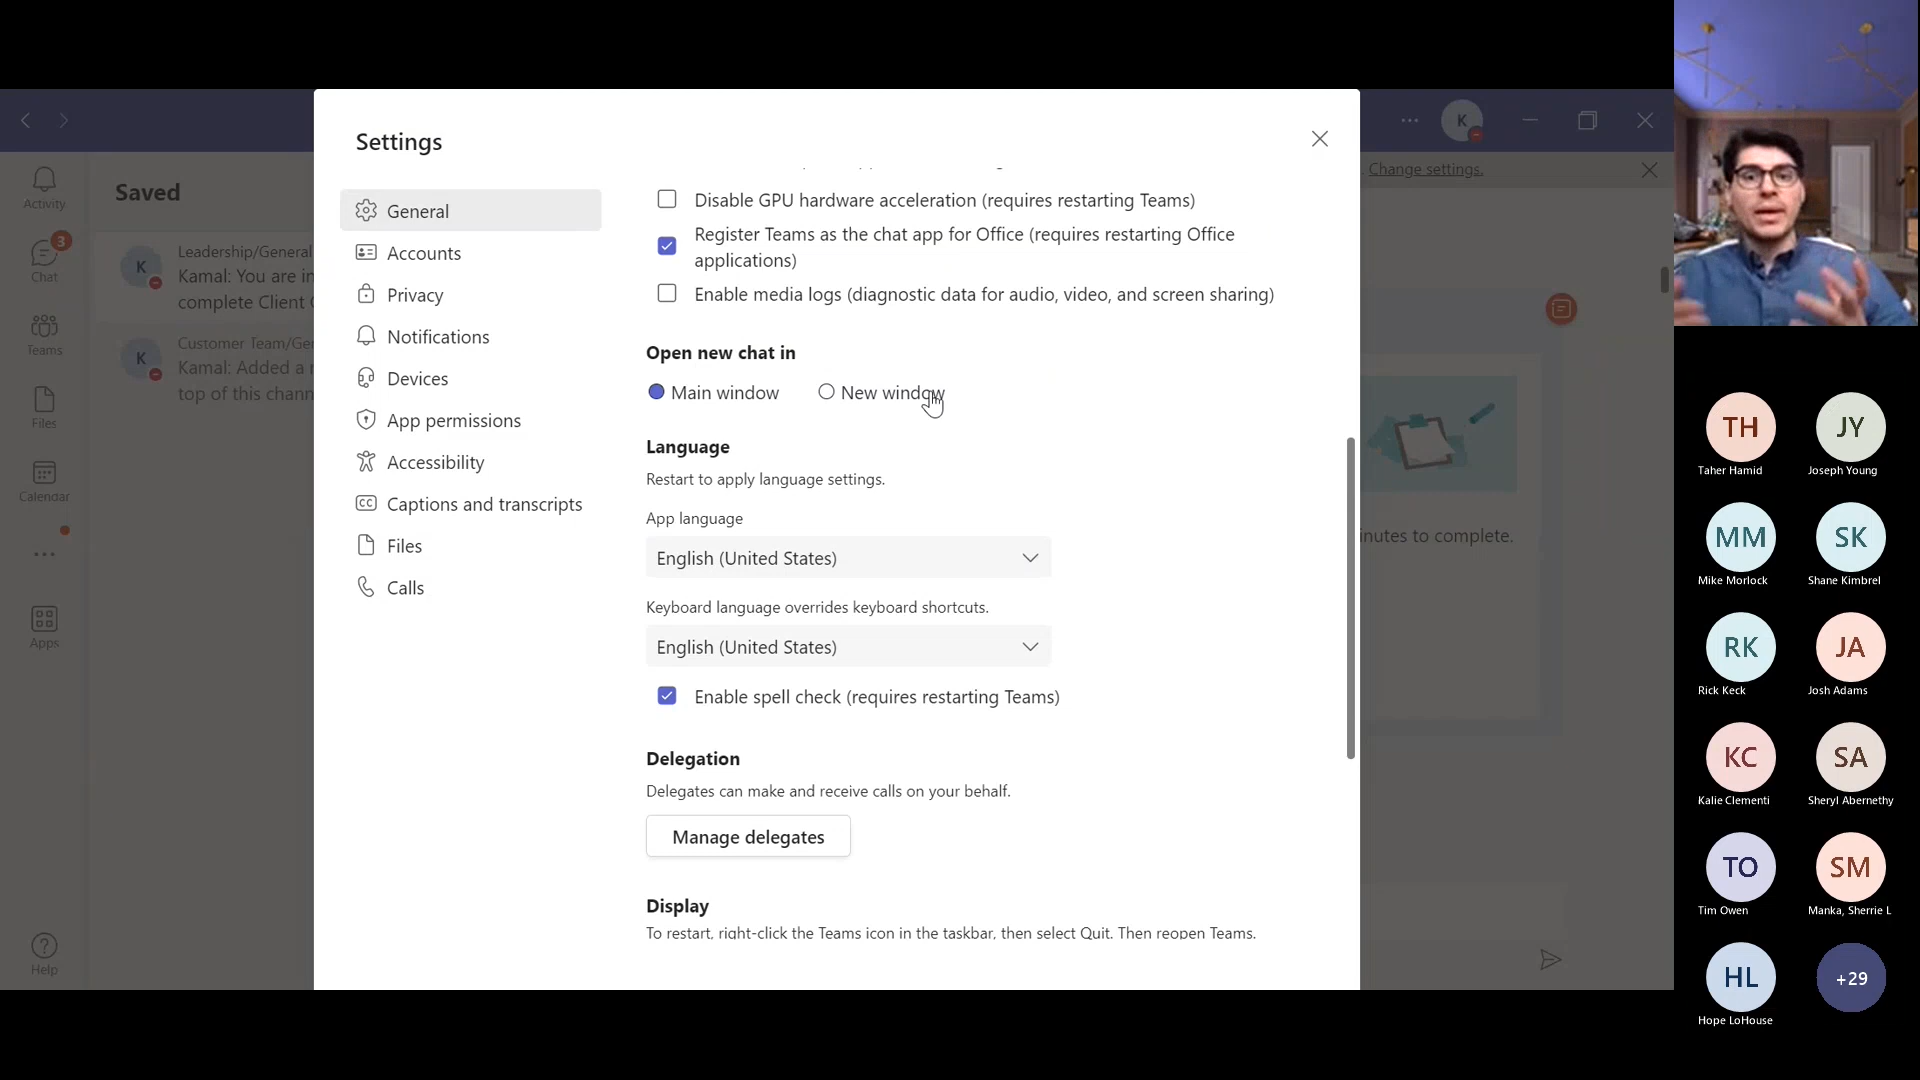 Settings
K
Change settings.
Activity
3
Chat
Teams
Files
Calendar
Apps
Help
Saved
K
Leadership/General
Kamal: You are in
complete Client
K
Customer Team/Ge
Kamal: Added a
top of this chann
General
Accounts
Privacy
Notifications
Devices
App permissions
Accessibility
CC Captions and transcripts
Files
Calls
Disable GPU hardware acceleration (requires restarting Teams)
Register Teams as the chat app for Office (requires restarting Office
applications)
Enable media logs (diagnostic data for audio, video, and screen sharing)
Open new chat in
Main window New window
Language
Restart to apply language settings.
App language
English (United States)
Keyboard language overrides keyboard shortcuts.
English (United States)
Enable spell check (requires restarting Teams)
Delegation
Delegates can make and receive calls on your behalf.
Manage delegates
Display
To restart, right-click the Teams icon in the taskbar, then select Quit. Then reopen Teams.
inutes to complete.
TH JY
Taher Hamid Joseph Young
MM SK
Mike Morlock Shane Kimbrel
RK JA
Rick Keck Josh Adams
KC SA
Kalie Clementi Sheryl Abernethy
TO SM
Tim Owen Manka, Sherrie L
HL +29
Hope LoHouse